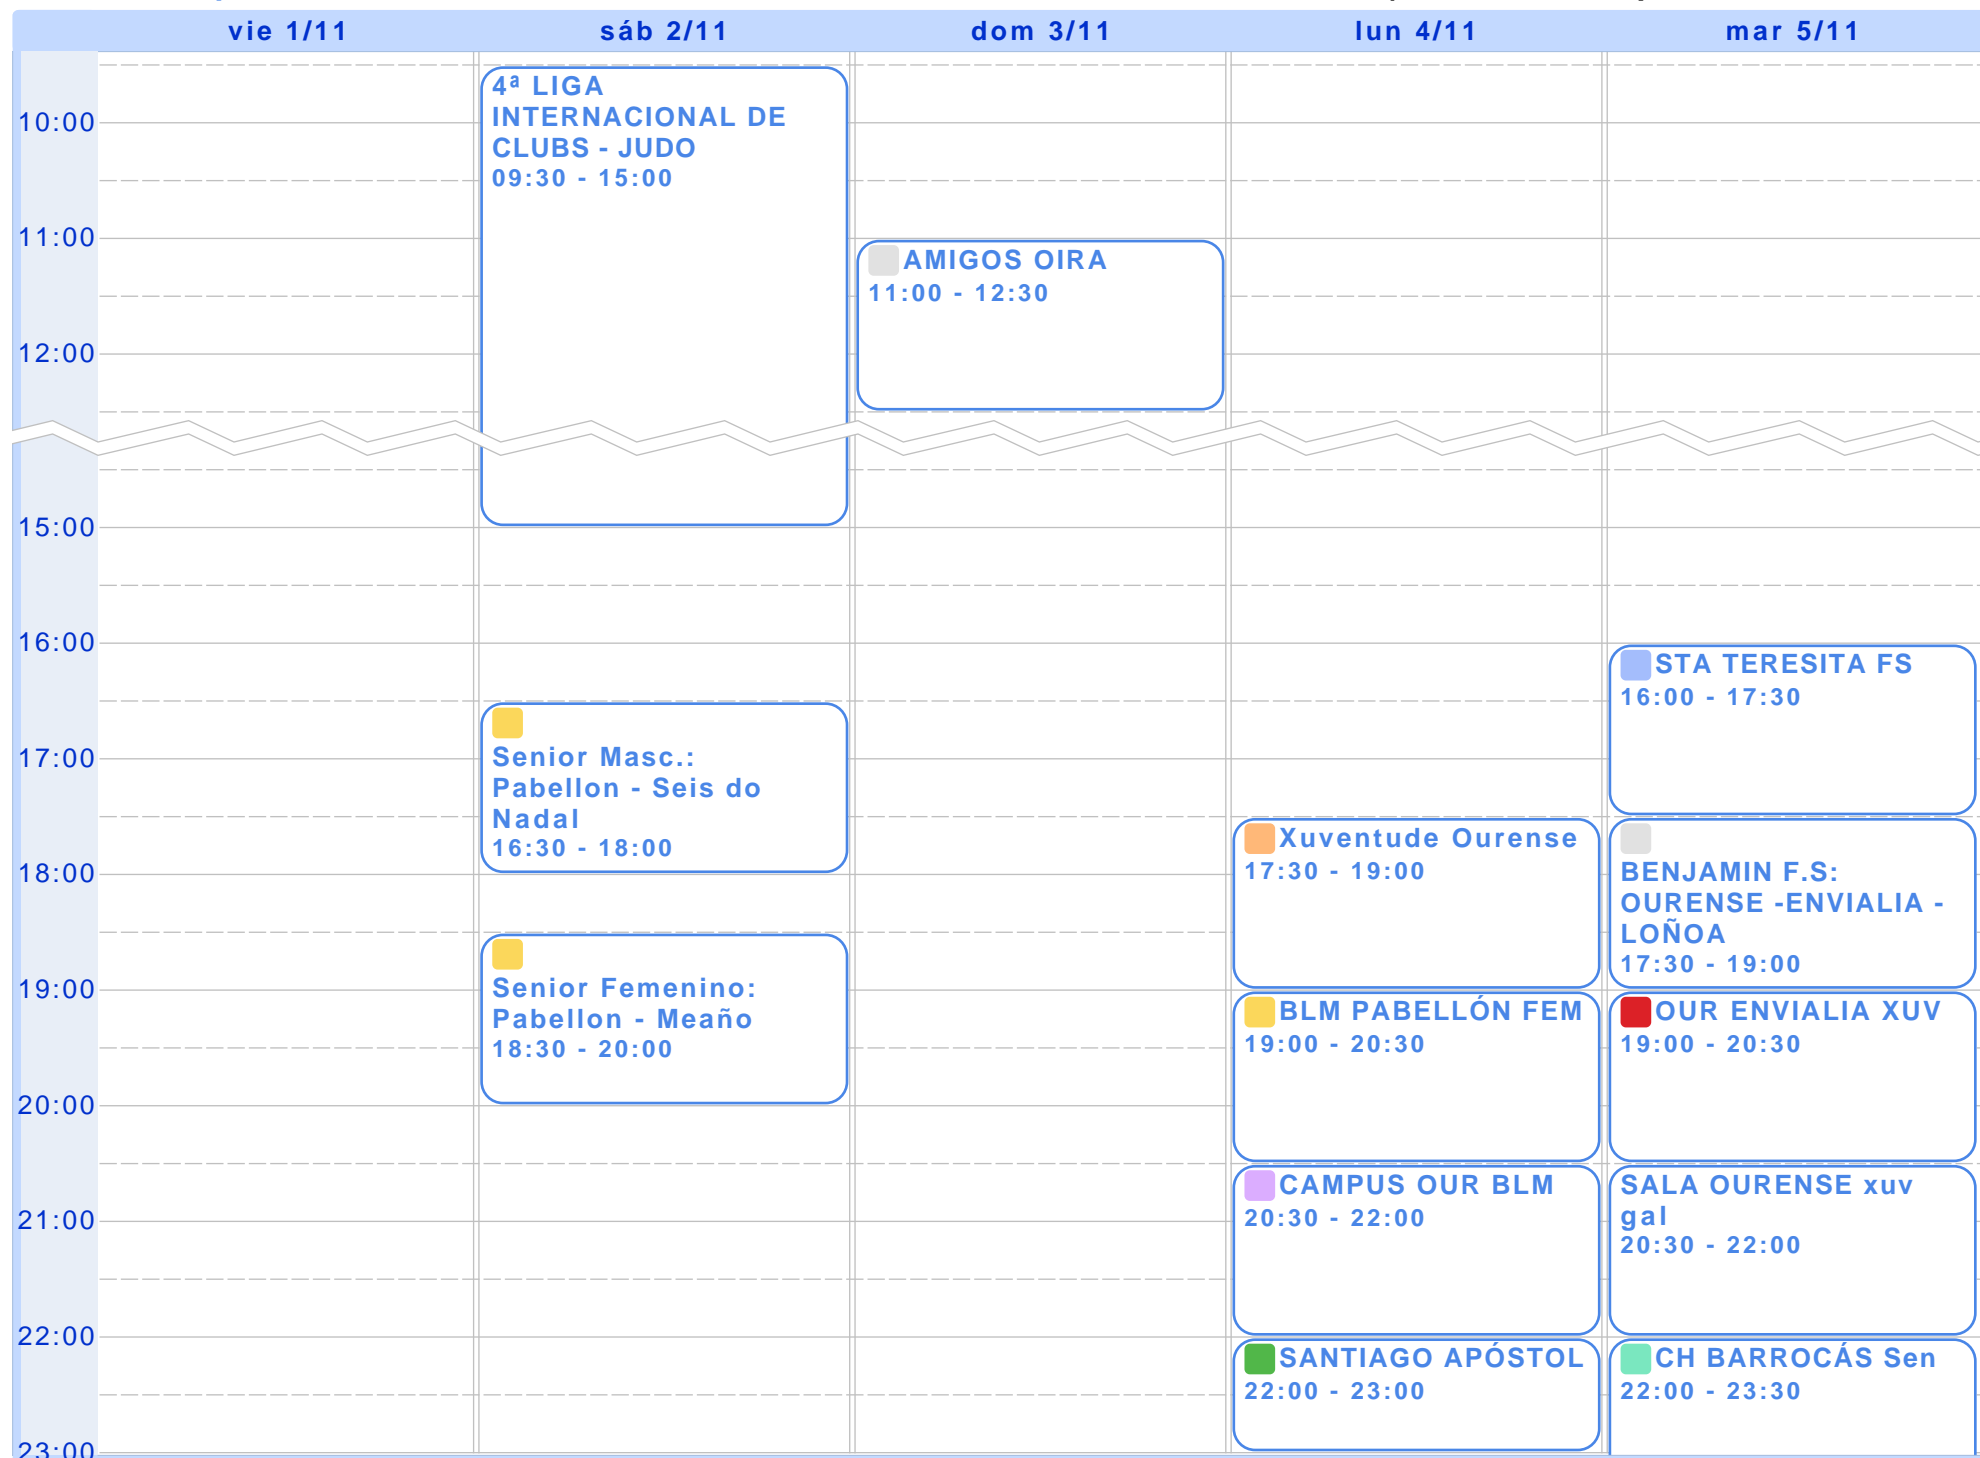 vie 1/11
sáb 2/11
dom 3/11
lun 4/11
mar 5/11
10:00
11:00
12:00
15:00
16:00
17:00
18:00
19:00
20:00
21:00
22:00
23:00
4ª LIGA
INTERNACIONAL DE
CLUBS - JUDO
09:30 - 15:00
Senior Masc.:
Pabellon - Seis do
Nadal
16:30 - 18:00
Senior Femenino:
Pabellon - Meaño
18:30 - 20:00
AMIGOS OIRA
11:00 - 12:30
Xuventude Ourense
17:30 - 19:00
BLM PABELLÓN FEM
19:00 - 20:30
CAMPUS OUR BLM
20:30 - 22:00
SANTIAGO APÓSTOL
22:00 - 23:00
STA TERESITA FS
16:00 - 17:30
BENJAMIN F.S:
OURENSE -ENVIALIA -
LOÑOA
17:30 - 19:00
OUR ENVIALIA XUV
19:00 - 20:30
SALA OURENSE xuv
gal
20:30 - 22:00
CH BARROCÁS Sen
22:00 - 23:30